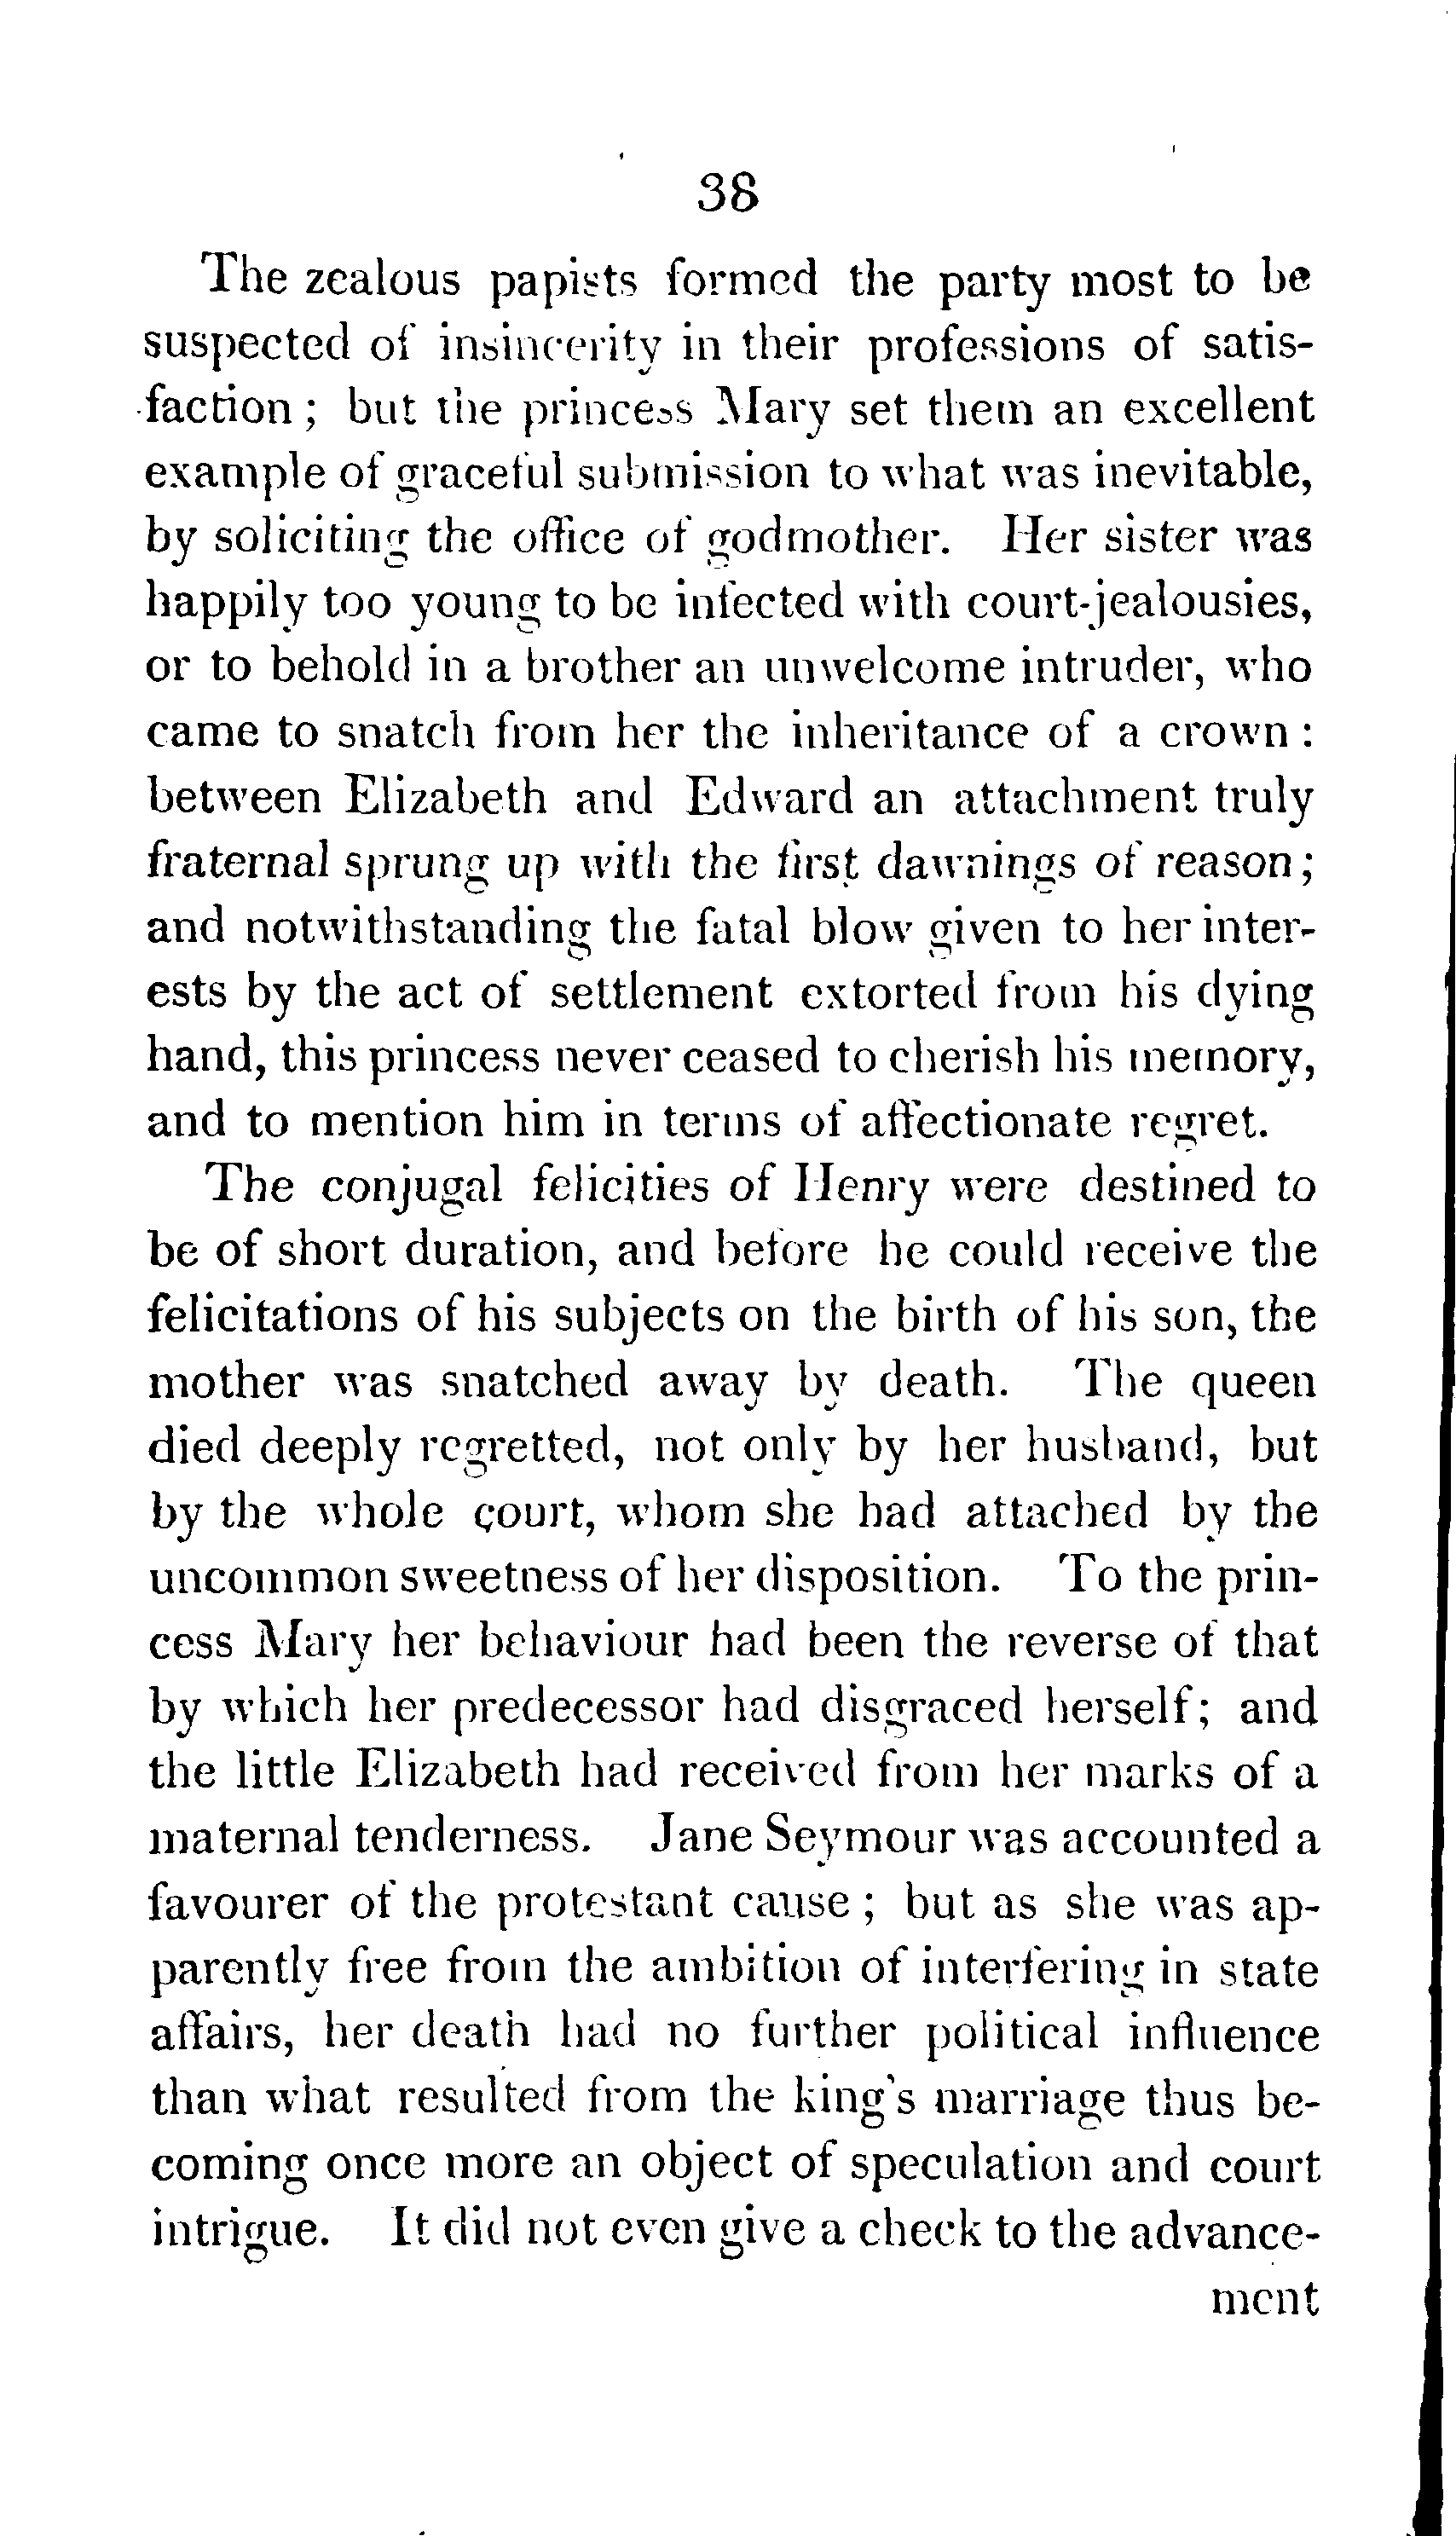 38
The zealous papists formed the party most to be
suspected of insincerity in their professions of satis-
faction ; but the princess Mary set them an excellent
example of graceful submission to what was inevitable,
by soliciting the office of godmother. Her sister was
happily too young to be infected with court-jealousies,
or to behold in a brother an unwelcome intruder, who
came to snatch from her the inheritance of a crown :
between Elizabeth and Edward an attachment truly
fraternal sprung up with the first dawnings of reason ;
and notwithstanding the fatal blow given to her inter-
ests by the act of settlement extorted from his dying
hand, this princess never ceased to cherish his memory,
and to mention him in terms of affectionate regret.
The conjugal felicities of Henry were destined to
be of short duration, and before he could receive the
felicitations of his subjects on the birth of his son, the
mother was snatched away by death. The queen
died deeply regretted, not only by her husband, but
by the whole court, whom she had attached by the
uncommon sweetness of her disposition. To the prin-
cess Mary her behaviour had been the reverse of that
by which her predecessor had disgraced herself; and
the little Elizabeth had received from her marks of a
maternal tenderness. Jane Seymour was accounted a
favourer of the protestant cause ; but as she was ap-
parently free from the ambition of interfering in state
affairs, her death had no further political influence
than what resulted from the king's marriage thus be-
coming once more an object of speculation and court
intrigue. It did not even give a check to the advance-
ment